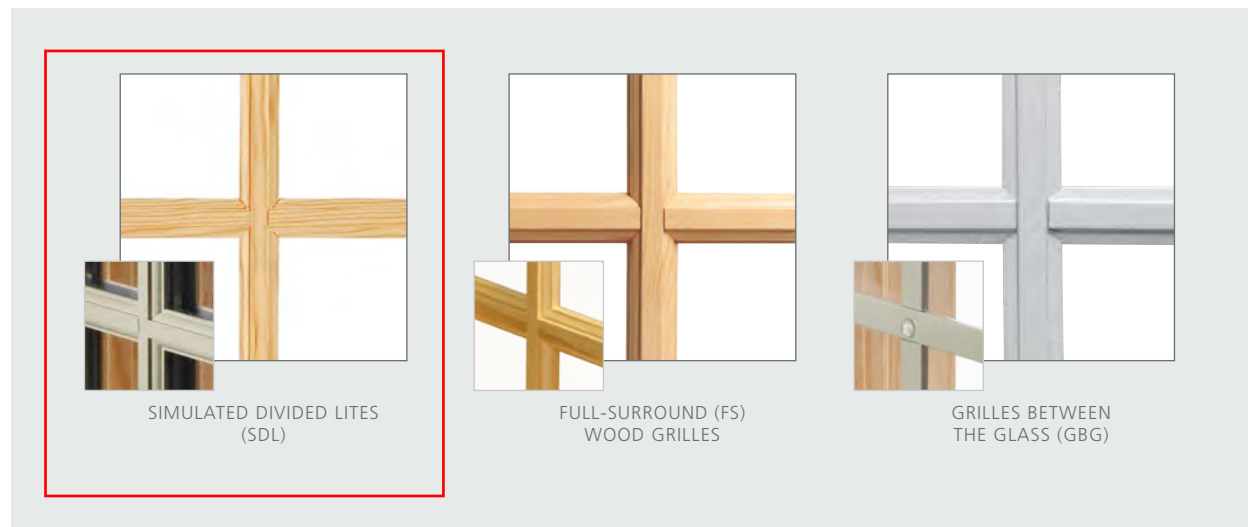 SIMULATED DIVIDED LITES
(SDL)
FULL-SURROUND (FS)
WOOD GRILLES
GRILLES BETWEEN
THE GLASS (GBG)